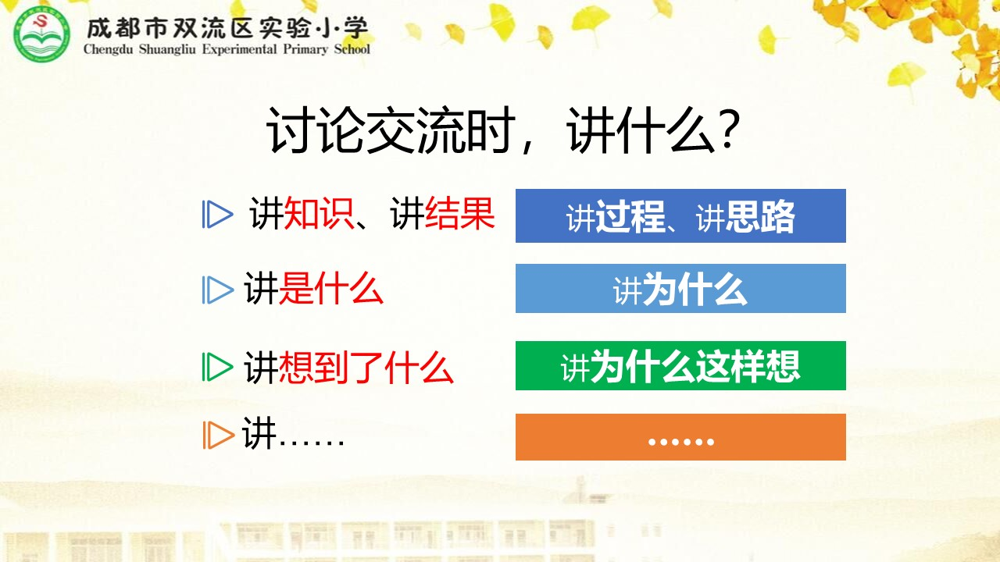 成都市双流区实验小学
Chengdu Shuangliu Experimental Primary School
讨论交流时，讲什么？
讲知识、讲结果
讲过程、讲思路
讲是什么
讲为什么
讲想到了什么
讲为什么这样想
讲……
……